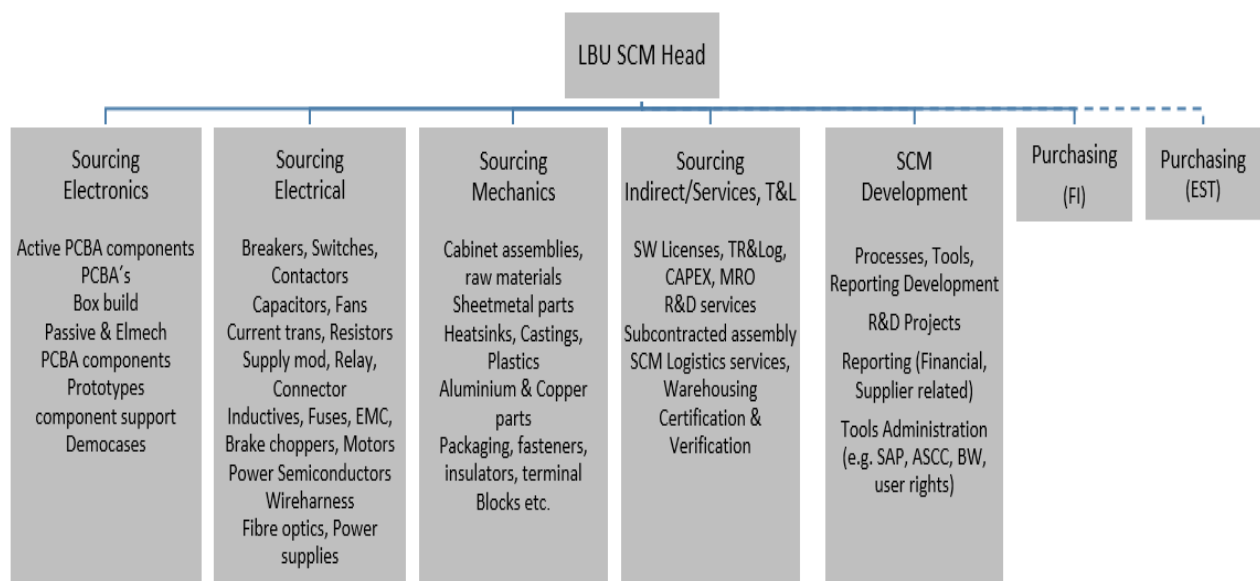 LBU SCM Head
Sourcing
Electronics
Active PCBA components
PCBA´s
Box build
Passive & Elmech
PCBA components
Prototypes
component support
Democases
Sourcing
Electrical
Breakers, Switches,
Contactors
Capacitors, Fans
Current trans, Resistors
Supply mod, Relay,
Connector
Inductives, Fuses, EMC,
Brake choppers, Motors
Power Semiconductors
Wireharness
Fibre optics, Power
supplies
Sourcing
Mechanics
Cabinet assemblies,
raw materials
Sheetmetal parts
Heatsinks, Castings,
Plastics
Aluminium & Copper
parts
Packaging, fasteners,
insulators, terminal
Blocks etc.
Sourcing
Indirect/Services, T&L
SW Licenses, TR&Log,
CAPEX, MRO
R&D services
Subcontracted assembly
SCM Logistics services,
Warehousing
Certification &
Verification
SCM
Development
Processes, Tools,
Reporting Development
R&D Projects
Reporting (Financial,
Supplier related)
Tools Administration
(e.g. SAP, ASCC, BW,
user rights)
Purchasing
(FI)
Purchasing
(EST)